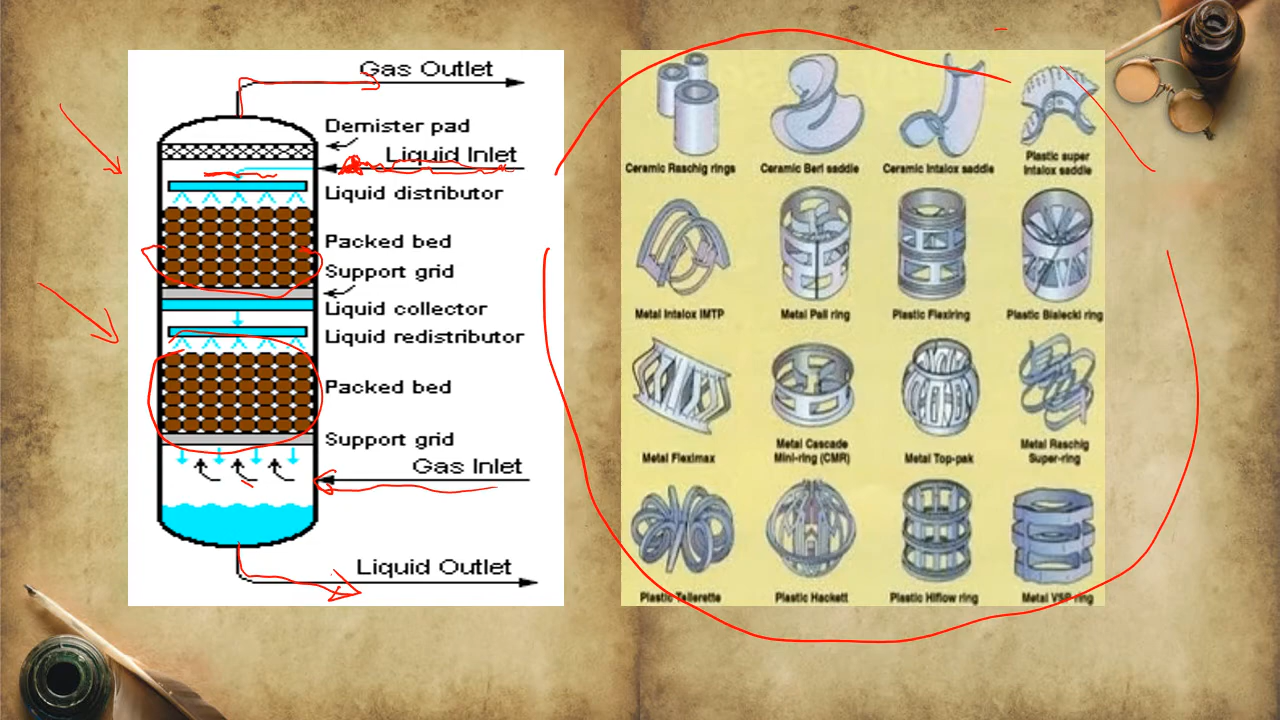 Gas Outlet
Demister pad
Liquid Inlet
Liquid distributor
Packed bed
Support grid
Liquid collector
Liquid redistributor
Packed bed
Support grid
Gas Inlet
Liquid Outlet
Ceramic Raschig rings
Ceramic Berl saddle
Ceramic Intalox saddle
Plastic super
Intalox saddle
Metal Intalox IMTP
Metal Pall ring
Plastic Flexiring
Plastic Bialecki ring
Metal Fleximax
Metal Cascade
Mini-ring (CMR)
Metal Top-pak
Metal Raschig
Super-ring
Plastic Tellerette
Plastic Hackett
Plastic Hiflow ring
Metal VSP ring